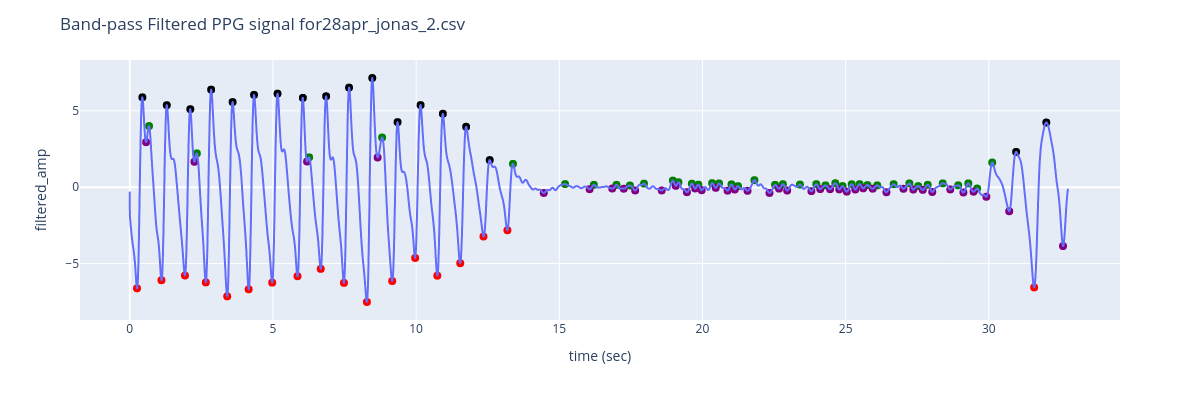 Band-pass Filtered PPG signal for28apr_jonas_2.csv
5
0
−5
filtered_amp
0 5 10 15 20 25 30
time (sec)